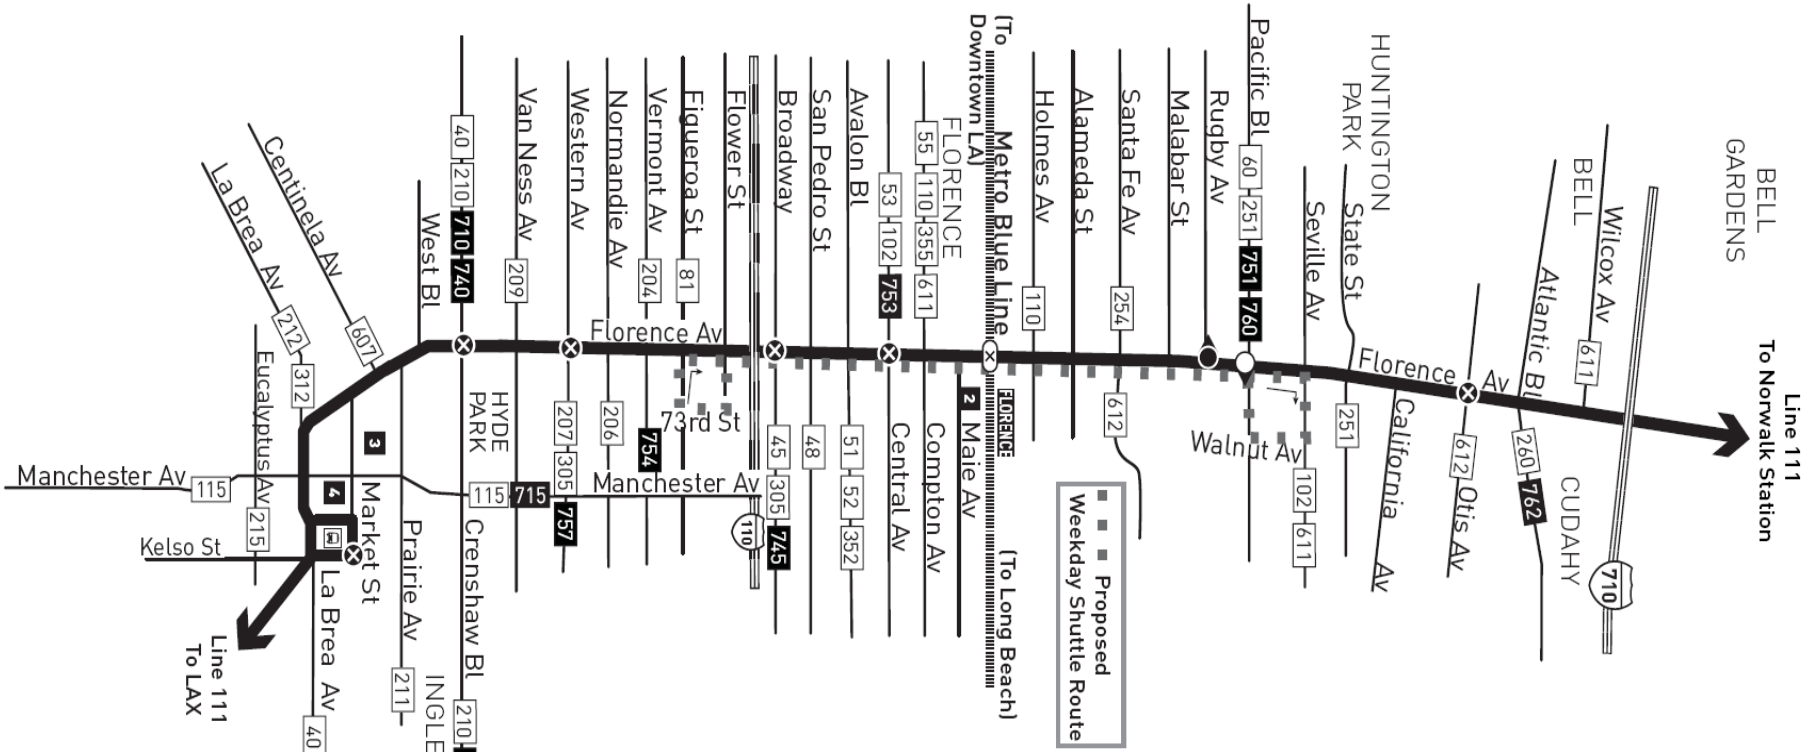 La Brea Av
212
312
Centinela Av
607
Eucalyptus Av
215
West Bl
40
210
710
740
Van Ness Av
209
Western Av
Normandie Av
Vermont Av
204
Figueroa St
81
Flower St
Broadway
San Pedro St
Avalon Bl
53
102
753
55
110
355
611
FLORENCE
(To
Downtown LA)
Metro Blue Line
Holmes Av
110
Alameda St
Santa Fe Av
254
Malabar St
Rugby Av
Pacific Bl
60
251
751
760
Seville Av
HUNTINGTON
PARK
State St
BELL
Atlantic Bl
Wilcox Av
611
BELL
GARDENS
Line 111
To Norwalk Station
Florence Av
Florence Av
HYDE
PARK
207
305
757
206
754
73rd St
45
305
745
48
51
52
352
Central Av
Compton Av
2
Maie Av
FLORENCE
612
Walnut Av
102
611
251
California Av
612
Otis Av
260
762
CUDAHY
710
Manchester Av
115
3
4
115
715
Manchester Av
110
Kelso St
Market St
Prairie Av
211
Crenshaw Bl
210
La Brea Av
40
INGLE
Line 111
To LAX
(To Long Beach)
Proposed
Weekday Shuttle Route